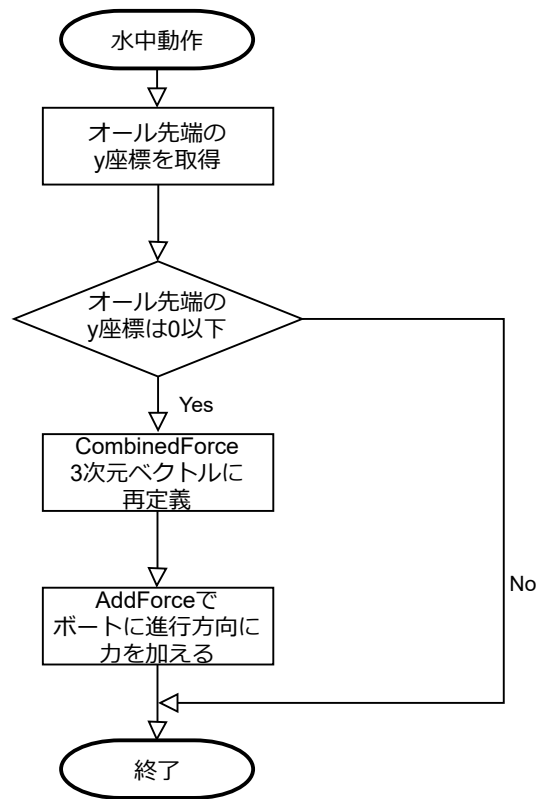 水中動作
オール先端の
y座標を取得
オール先端の
y座標は0以下
Yes
CombinedForce
3次元ベクトルに
再定義
No
AddForceで
ボートに進行方向に
力を加える
終了